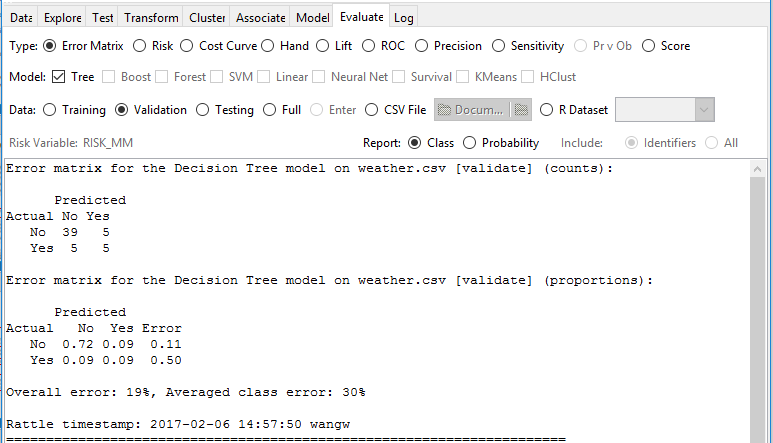 Data Explore Test Transform Cluster Associate Model Evaluate Log
Type: Error Matrix Risk Cost Curve Hand Lift ROC Precision Sensitivity Pr v Ob Score
Model: Tree Boost Forest SVM Linear Neural Net Survival KMeans HClust
Data: Training Validation Testing Full Enter CSV File Docum... R Dataset
Risk Variable: RISK_MM Report: Class Probability Include: Identifiers All
Error matrix for the Decision Tree model on weather.csv [validate] (counts):
Predicted
Actual No Yes
No 39 5
Yes 5 5
Error matrix for the Decision Tree model on weather.csv [validate] (proportions):
Predicted
Actual No Yes Error
No 0.72 0.09 0.11
Yes 0.09 0.09 0.50
Overall error: 19%, Averaged class error: 30%
Rattle timestamp: 2017-02-06 14:57:50 wangw
======================================================================